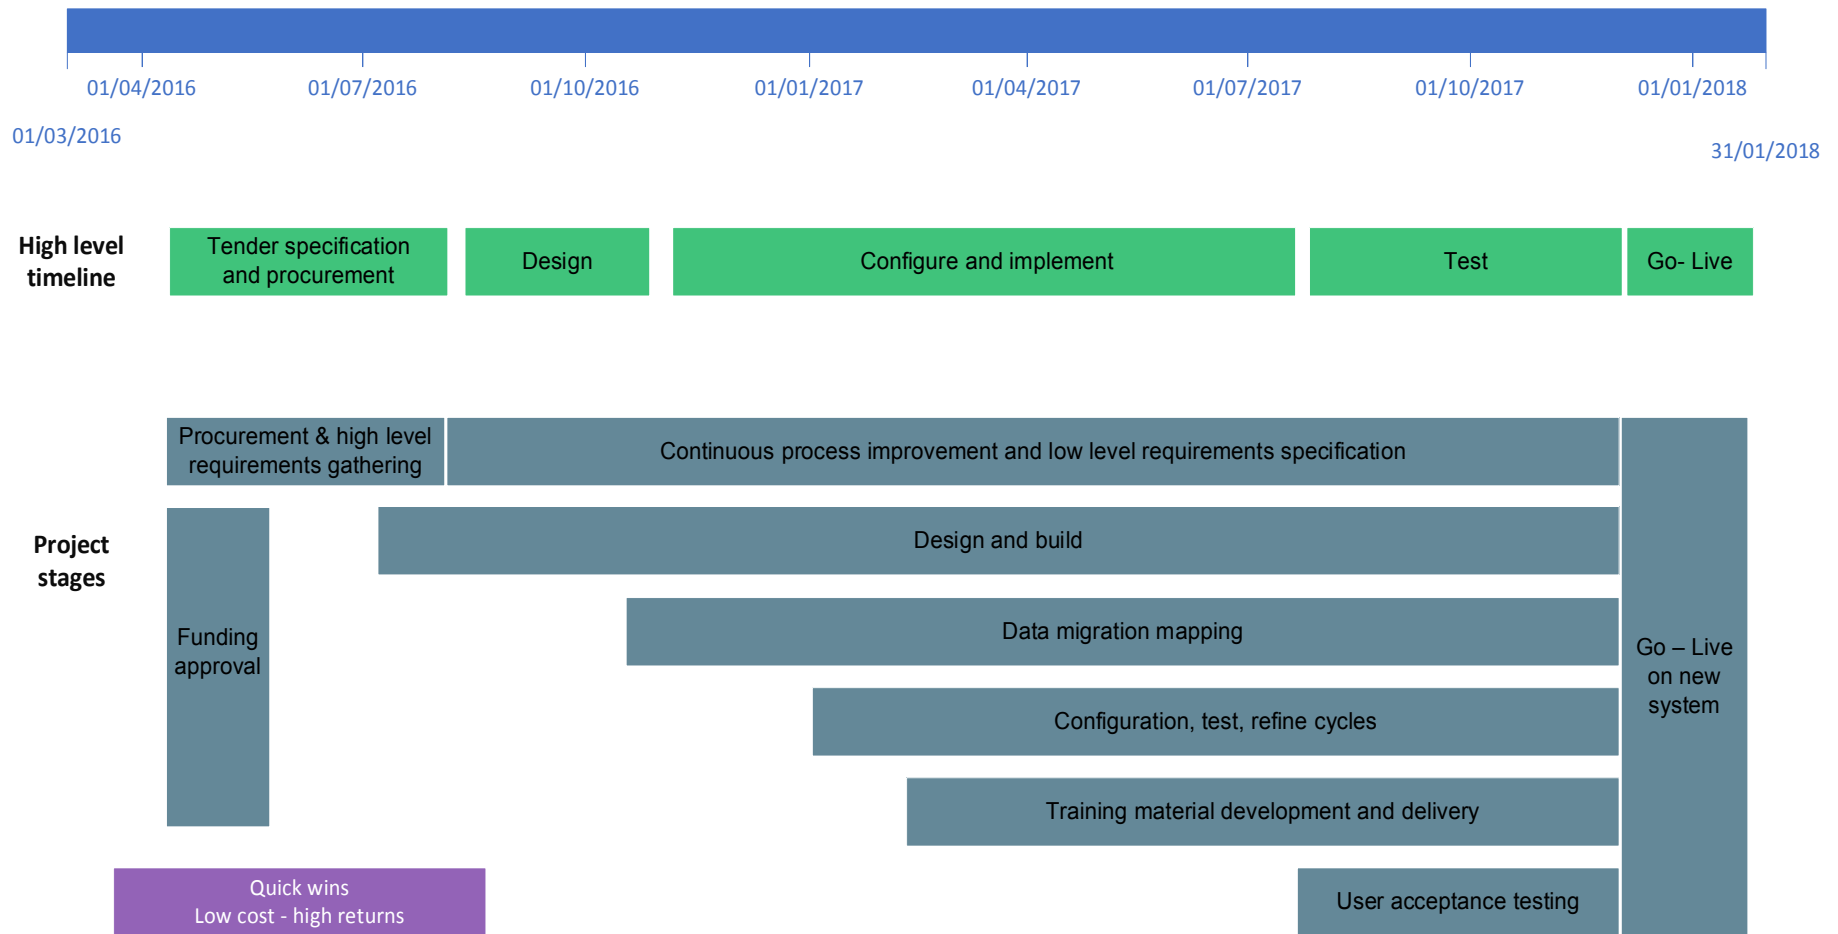 01/04/2016
01/07/2016
01/10/2016
01/01/2017
01/04/2017
01/07/2017
01/10/2017
01/01/2018
01/03/2016
31/01/2018
High level
timeline
Tender specification
and procurement
Design
Configure and implement
Test
Go- Live
Project
stages
Procurement & high level
requirements gathering
Continuous process improvement and low level requirements specification
Design and build
Funding
approval
Data migration mapping
Go – Live
on new
system
Configuration, test, refine cycles
Training material development and delivery
Quick wins
Low cost - high returns
User acceptance testing